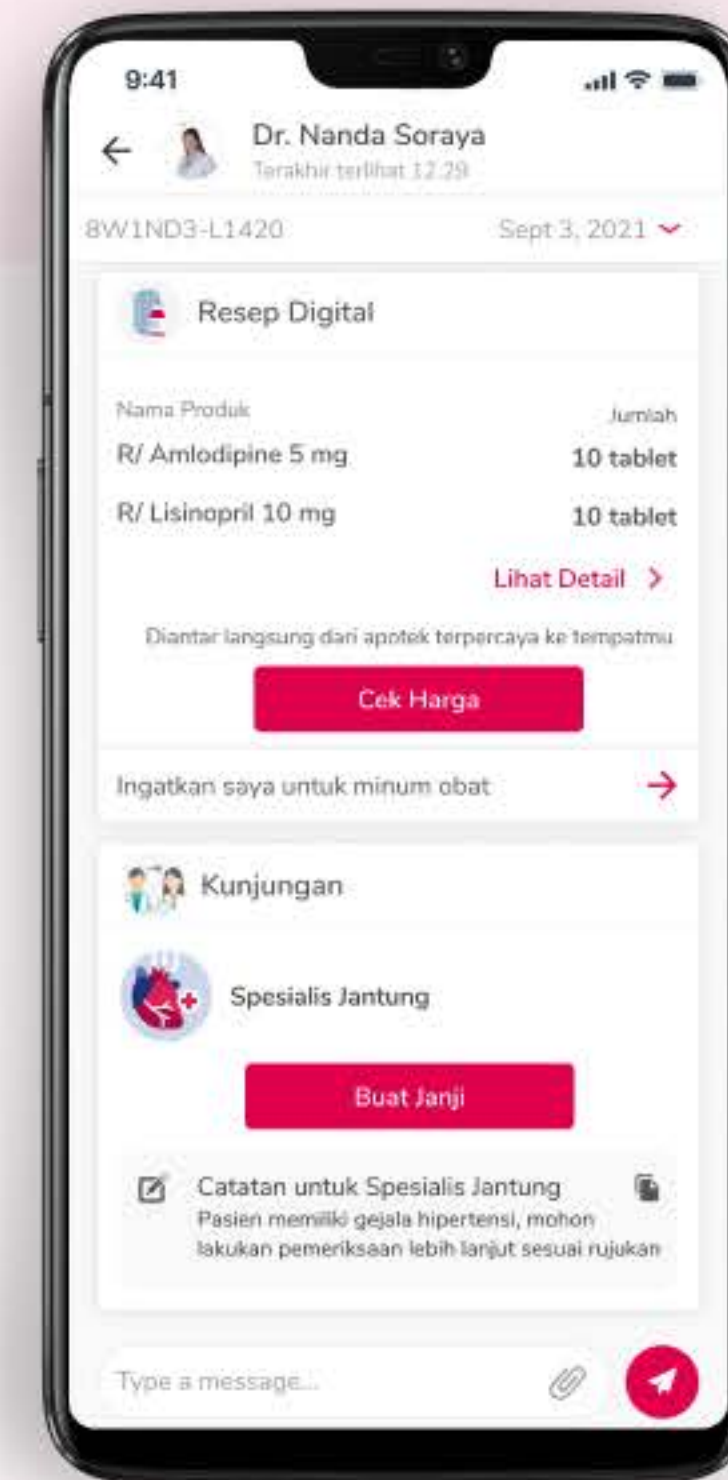 9:41
Dr. Nanda Soraya
Terakhir terlihat 12.29
8W1ND3-L1420
Sept 3, 2021
Resep Digital
Nama Produk Jumlah
R/ Amlodipine 5 mg 10 tablet
R/ Lisinopril 10 mg 10 tablet
Lihat Detail
Diantar langsung dari apotek terpercaya ke tempatmu
Cek Harga
Ingatkan saya untuk minum obat
Kunjungan
Spesialis Jantung
Buat Janji
Catatan untuk Spesialis Jantung
Pasien memiliki gejala hipertensi, mohon
lakukan pemeriksaan lebih lanjut sesuai rujukan
Type a message...